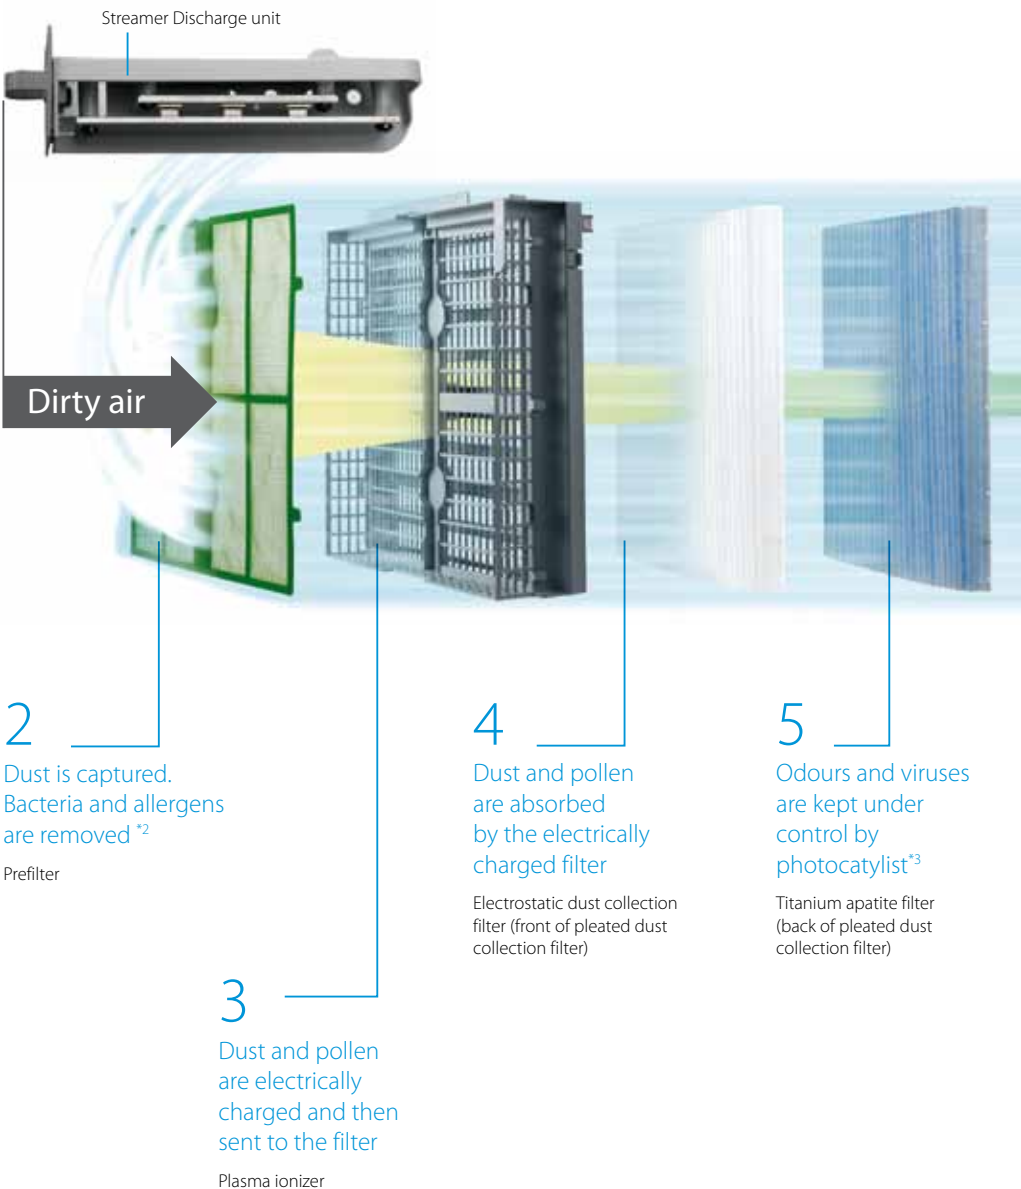 Streamer Discharge unit
Dirty air
2
Dust is captured.
Bacteria and allergens
are removed *2
Prefilter
3
Dust and pollen
are electrically
charged and then
sent to the filter
Plasma ionizer
4
Dust and pollen
are absorbed
by the electrically
charged filter
Electrostatic dust collection
filter (front of pleated dust
collection filter)
5
Odours and viruses
are kept under
control by
photocatylist*3
Titanium apatite filter
(back of pleated dust
collection filter)